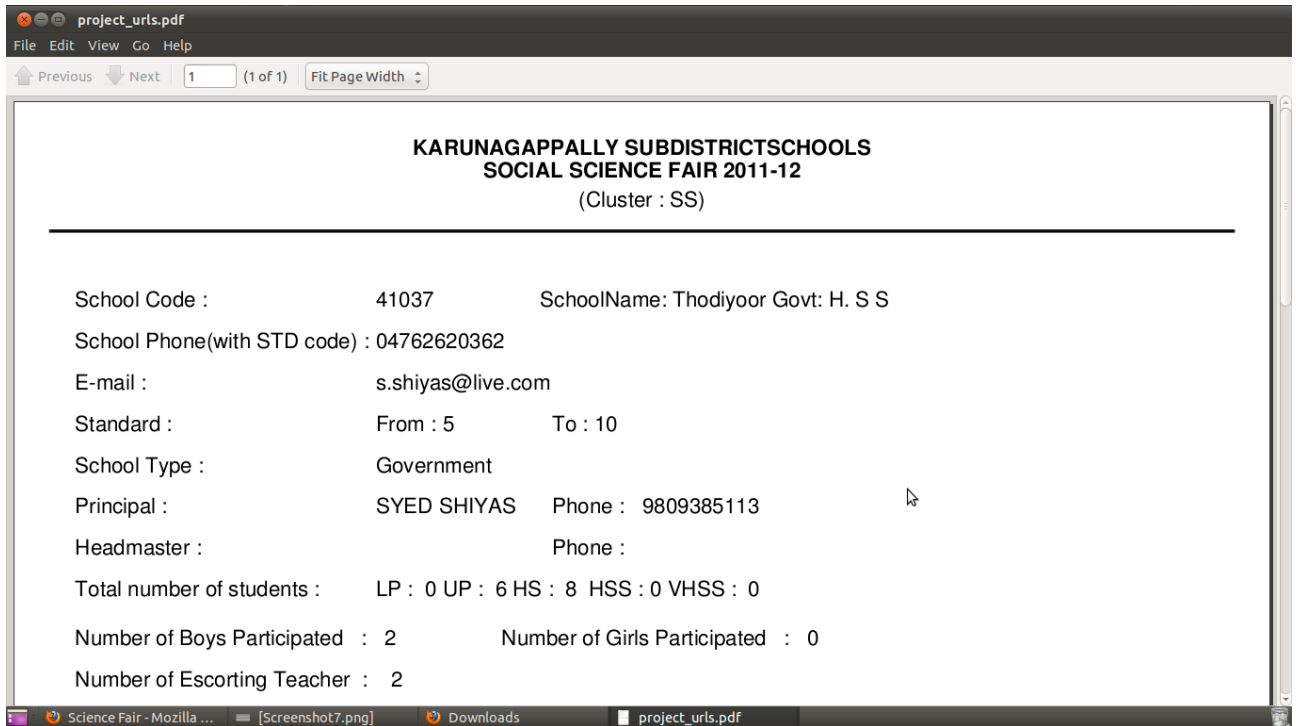 project_urls.pdf
File Edit View Go Help
Previous Next 1 (1 of 1) Fit Page Width
KARUNAGAPPALLY SUBDISTRICTSCHOOLS
SOCIAL SCIENCE FAIR 2011-12
(Cluster : SS)
School Code : 41037 SchoolName: Thodiyoor Govt: H. S S
School Phone(with STD code) : 04762620362
E-mail : s.shiyas@live.com
Standard : From : 5 To : 10
School Type : Government
Principal : SYED SHIYAS Phone : 9809385113
Headmaster : Phone :
Total number of students : LP : 0 UP : 6 HS : 8 HSS : 0 VHSS : 0
Number of Boys Participated : 2 Number of Girls Participated : 0
Number of Escorting Teacher : 2
Science Fair - Mozilla ... [Screenshot7.png] Downloads project_urls.pdf